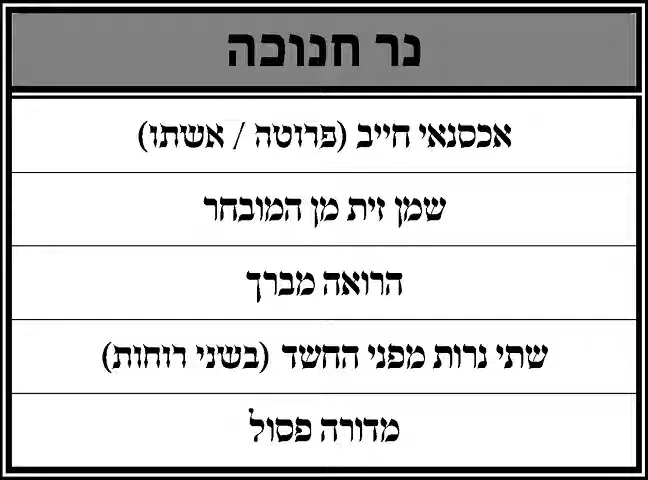 נר חנוכה
אכסנאי חייב (פרוטה / אשתו)
שמן זית מן המובחר
הרואה מברך
שתי נרות מפני החשד (בשני רוחות)
מדורה פסול